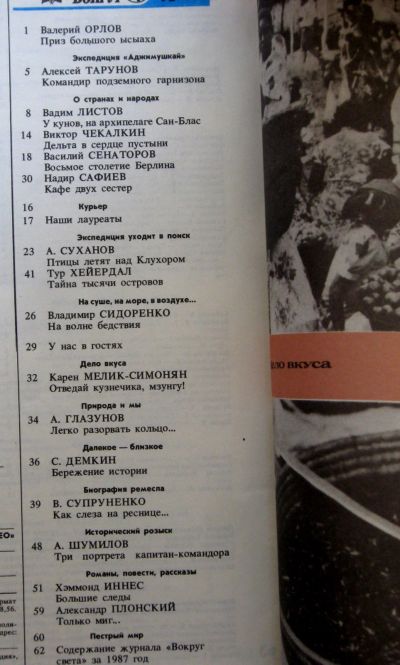 1 Валерий ОРЛОВ
Приз большого ысыаха
Экспедиция «Аджимушкай»
5 Алексей ТАРУНОВ
Командир подземного гарнизона
О странах и народах
8 Вадим ЛИСТОВ
У кунов, на архипелаге Сан-Блас
14 Виктор ЧЕКАЛКИН
Дельта в сердце пустыни
18 Василий СЕНАТОРОВ
Восьмое столетие Берлина
30 Надир САФИЕВ
Кафе двух сестер
16 Курьер
17 Наши лауреаты
Экспедиция уходит в поиск
23 А. СУХАНОВ
Птицы летят над Клухором
41 Тур ХЕЙЕРДАЛ
Тайна тысячи островов
На суше, на море, в воздухе...
26 Владимир СИДОРЕНКО
На волне бедствия
29 У нас в гостях
Дело вкуса
32 Карен МЕЛИК-СИМОНЯН
Отведай кузнечика, мзунгу!
Природа и мы
34 А. ГЛАЗУНОВ
Легко разорвать кольцо...
Далекое — близкое
36 С. ДЕМКИН
Бережение истории
Биография ремесла
39 В. СУПРУНЕНКО
Как слеза на реснице...
Исторический розыск
48 А. ШУМИЛОВ
Три портрета капитан-командора
Романы, повести, рассказы
51 Хэммонд ИННЕС
Большие следы
59 Александр ПЛОНСКИЙ
Только миг...
60 Пестрый мир
62 Содержание журнала «Вокруг
света» за 1987 год
ело вкуса